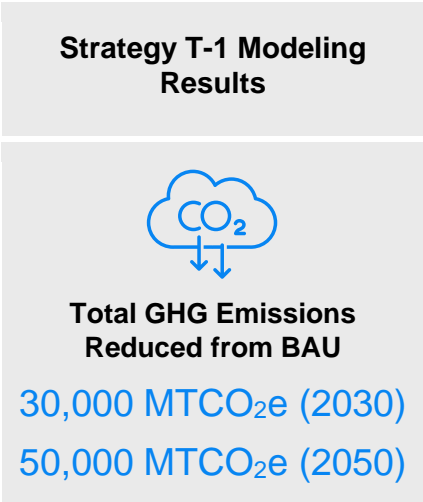 Strategy T-1 Modeling
Results
CO₂
Total GHG Emissions
Reduced from BAU
30,000 MTCO₂e (2030)
50,000 MTCO₂e (2050)